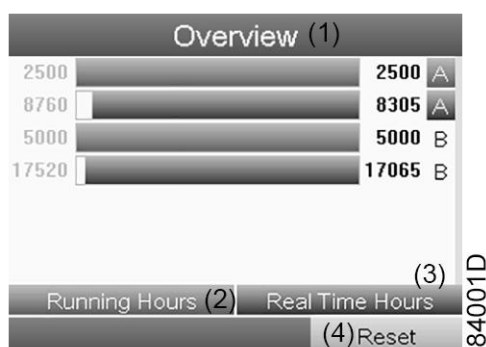 Overview (1)
2500 2500 A
8760 8305 A
5000 5000 B
17520 17065 B
(3)
Running Hours (2) Real Time Hours
(4) Reset
84001D